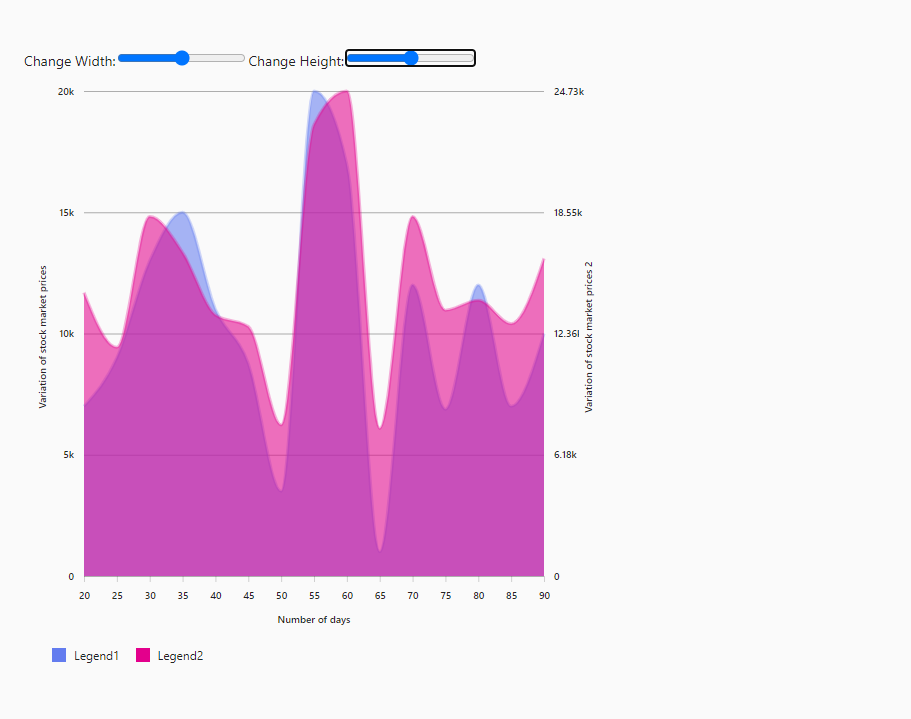 Change Width: Change Height:
20k 24.73k
15k 18.55k
10k 12.36l
5k 6.18k
0 0
Variation of stock market prices
Variation of stock market prices 2
20 25 30 35 40 45 50 55 60 65 70 75 80 85 90
Number of days
Legend1 Legend2